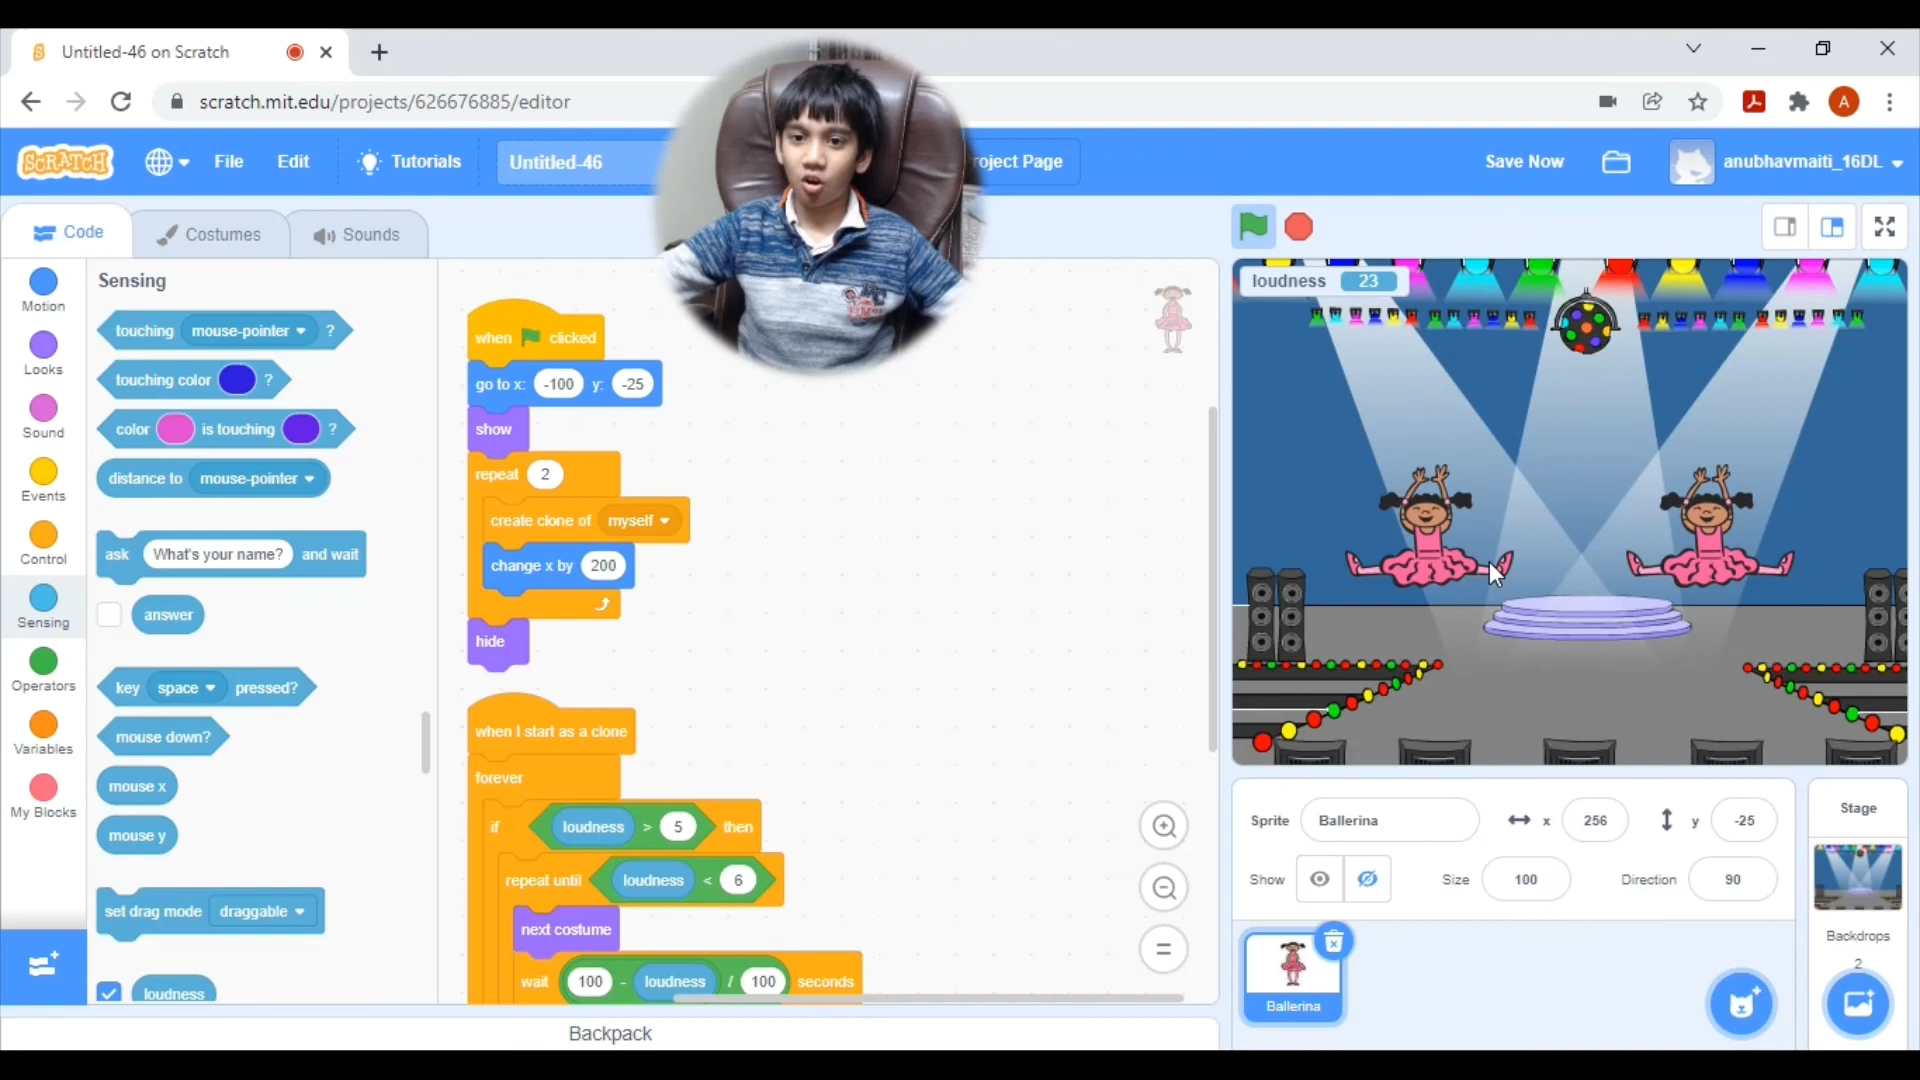 Untitled-46 on Scratch
scratch.mit.edu/projects/626676885/editor
A
SCRATCH
File
Edit
Tutorials
Untitled-46
roject Page
Save Now
anubhavmaiti_16DL
Code
Costumes
Sounds
Motion
Looks
Sound
Events
Control
Sensing
Operators
Variables
My Blocks
Sensing
touching mouse-pointer ?
touching color ?
color is touching ?
distance to mouse-pointer
ask What's your name? and wait
answer
key space pressed?
mouse down?
mouse x
mouse y
set drag mode draggable
loudness
when clicked
go to x: -100 y: -25
show
repeat 2
create clone of myself
change x by 200
hide
when I start as a clone
forever
if loudness > 5 then
repeat until loudness < 6
next costume
wait 100 - loudness / 100 seconds
Backpack
loudness 23
Sprite Ballerina x 256 y -25
Show Size 100 Direction 90
Ballerina
Stage
Backdrops
2